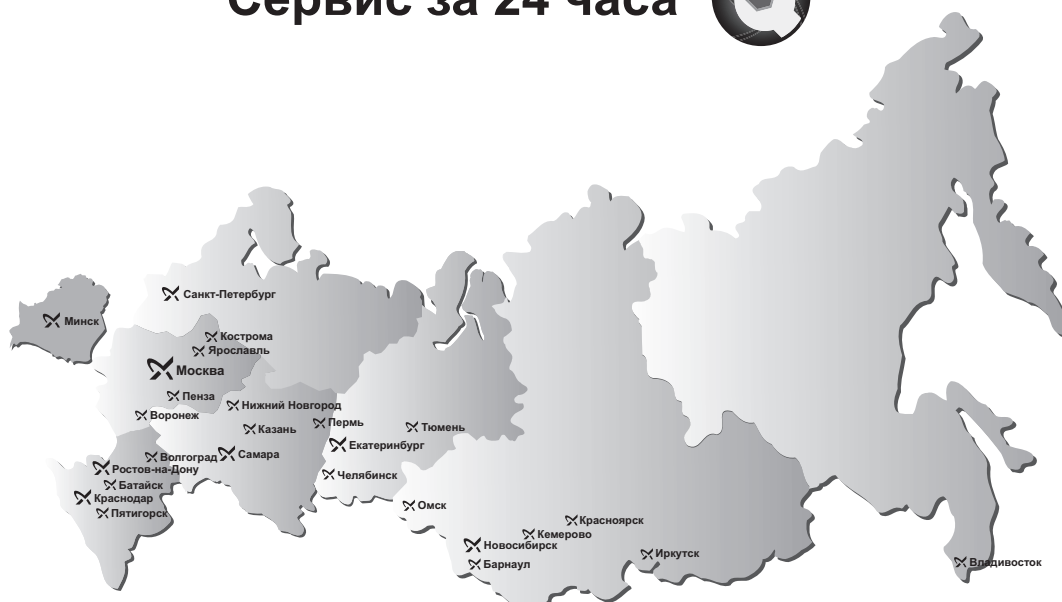 Сервис за 24 часа
Санкт-Петербург
Минск
Кострома
Ярославль
Москва
Пенза
Нижний Новгород
Воронеж
Пермь
Казань
Тюмень
Екатеринбург
Самара
Волгоград
Ростов-на-Дону
Челябинск
Батайск
Краснодар
Пятигорск
Омск
Красноярск
Кемерово
Новосибирск
Иркутск
Барнаул
Владивосток